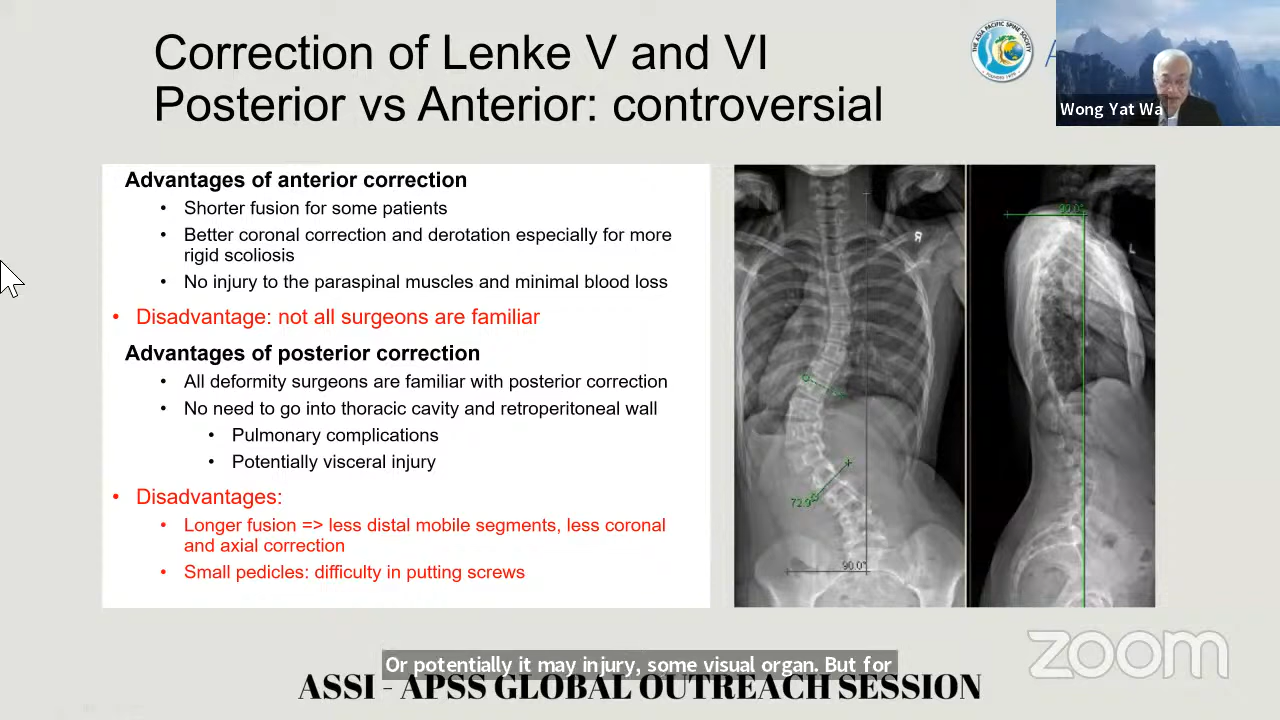 Correction of Lenke V and VI
Posterior vs Anterior: controversial
THE ASIA PACIFIC SPINE SOCIETY
A
Wong Yat Wa
Advantages of anterior correction
• Shorter fusion for some patients
• Better coronal correction and derotation especially for more
rigid scoliosis
• No injury to the paraspinal muscles and minimal blood loss
• Disadvantage: not all surgeons are familiar
Advantages of posterior correction
• All deformity surgeons are familiar with posterior correction
• No need to go into thoracic cavity and retroperitoneal wall
• Pulmonary complications
• Potentially visceral injury
• Disadvantages:
• Longer fusion => less distal mobile segments, less coronal
and axial correction
• Small pedicles: difficulty in putting screws
R
L
72.9°
90.0°
zoom
Or potentially it may injury, some visual organ. But for
ASSI - APSS GLOBAL OUTREACH SESSION